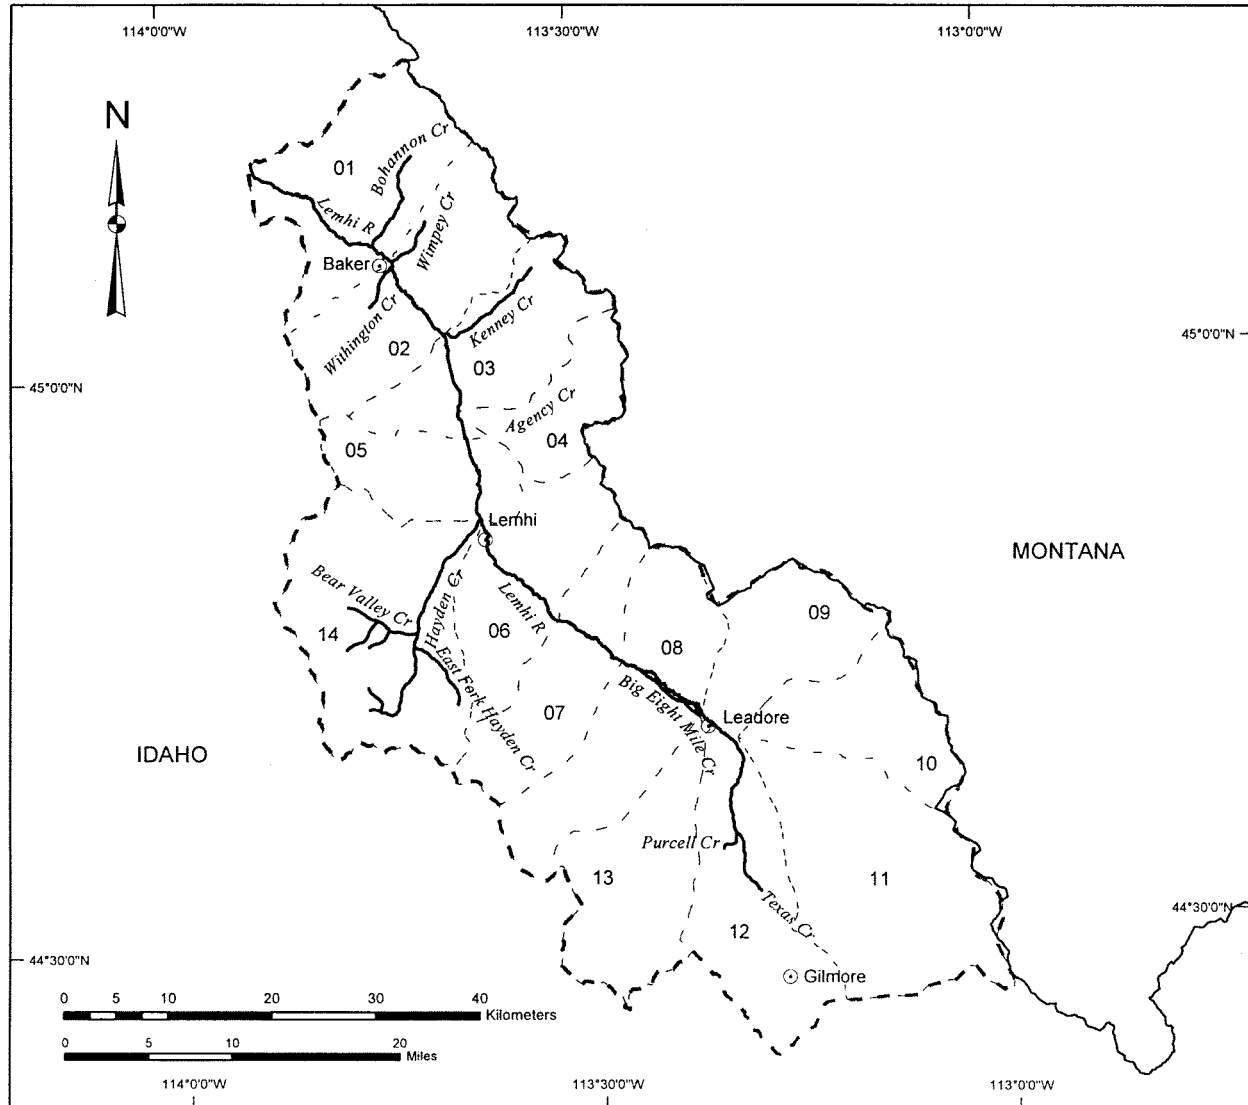 114°0'0"W
113°30'0"W
113°0'0"W
N
01
Bohannon Cr
Lemhi R
Wimpey Cr
Baker
Withington Cr
Kenney Cr
02
03
45°0'0"N
45°0'0"N
Agency Cr
04
05
Lemhi
MONTANA
Bear Valley Cr
Hayden Cr
Lemhi R
09
14
06
08
East Fork Hayden Cr
Big Eight Mile Cr
07
Leadore
IDAHO
10
Purcell Cr
13
11
Texas Cr
44°30'0"N
12
44°30'0"N
Gilmore
0 5 10 20 30 40
Kilometers
0 5 10 20
Miles
114°0'0"W
113°30'0"W
113°0'0"W